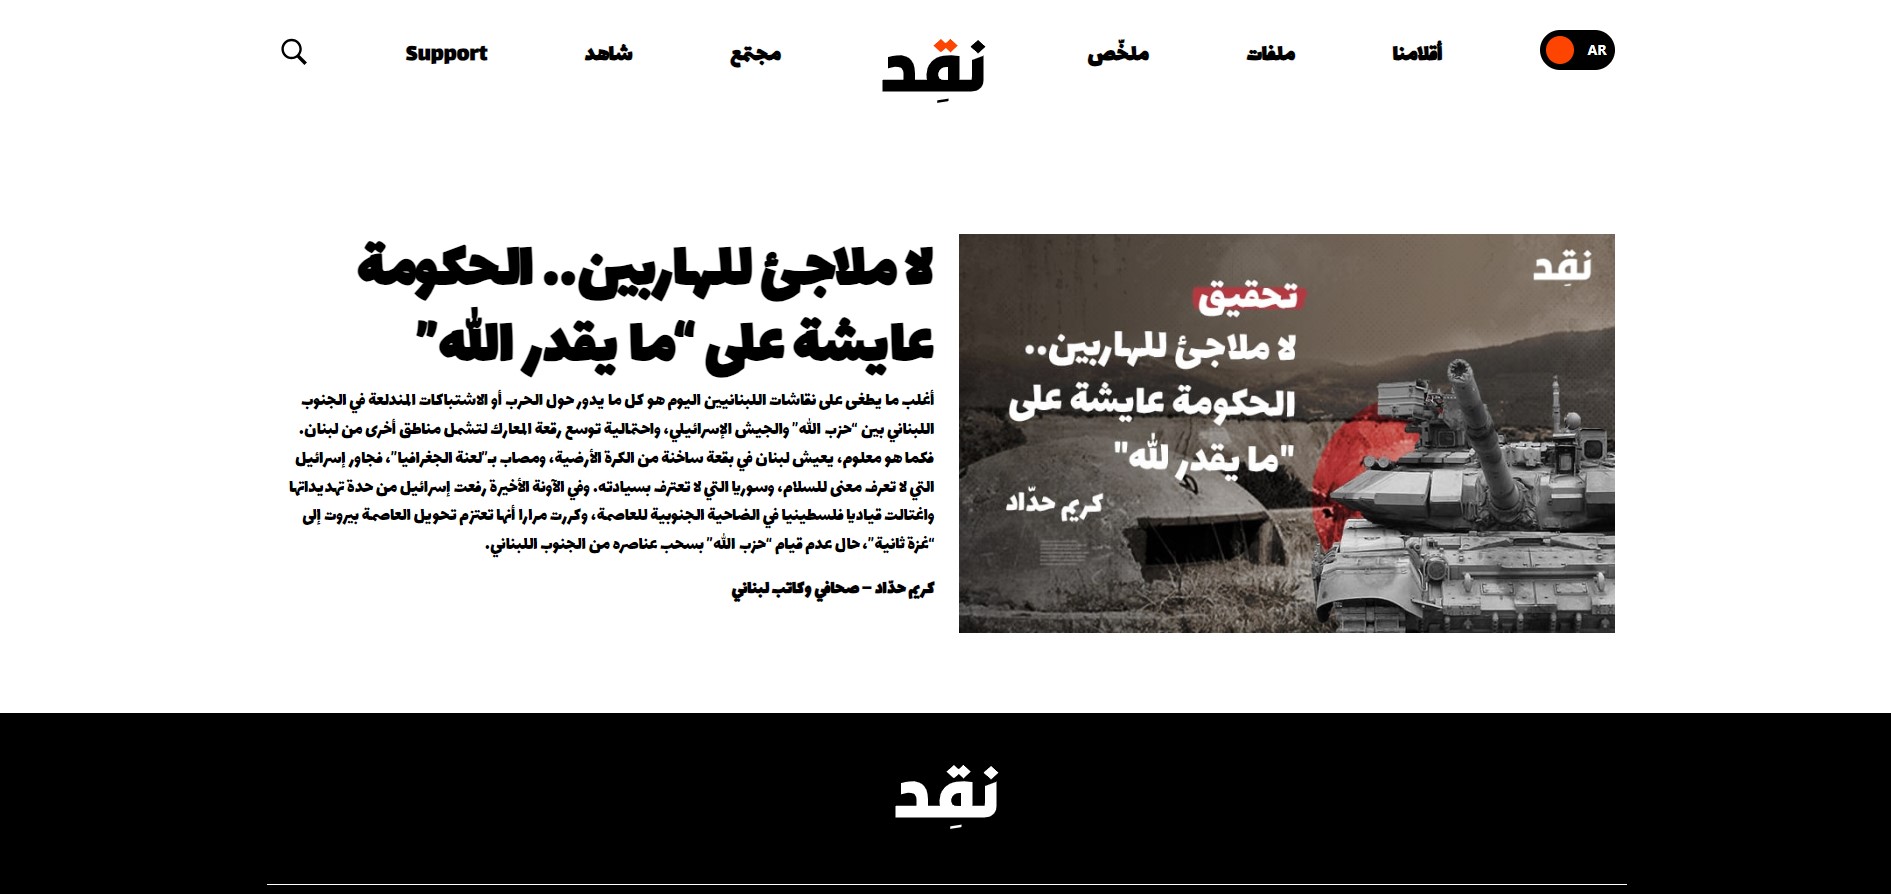 AR
أقلامنا
ملفات
ملخّص
نقِد
مجتمع
شاهد
Support
نقِد
تحقيق
لا ملاجئ للهاربين..
الحكومة عايشة على
"ما يقدر لله"
كريم حدّاد
لا ملاجئ للهاربين.. الحكومة
عايشة على “ما يقدر الله”
أغلب ما يطغى على نقاشات اللبنانيين اليوم هو كل ما يدور حول الحرب أو الاشتباكات المندلعة في الجنوب
اللبناني بين “حزب الله” والجيش الإسرائيلي، واحتمالية توسع رقعة المعارك لتشمل مناطق أخرى من لبنان.
فكما هو معلوم، يعيش لبنان في بقعة ساخنة من الكرة الأرضية، ومصاب بـ”لعنة الجغرافيا”، فجاور إسرائيل
التي لا تعرف معنى للسلام، وسوريا التي لا تعترف بسيادته. وفي الآونة الأخيرة رفعت إسرائيل من حدة تهديداتها
واغتالت قياديا فلسطينيا في الضاحية الجنوبية للعاصمة، وكررت مرارا أنها تعتزم تحويل العاصمة بيروت إلى
“غزة ثانية”، حال عدم قيام “حزب الله” بسحب عناصره من الجنوب اللبناني.
كريم حدّاد – صحافي وكاتب لبناني
نقِد